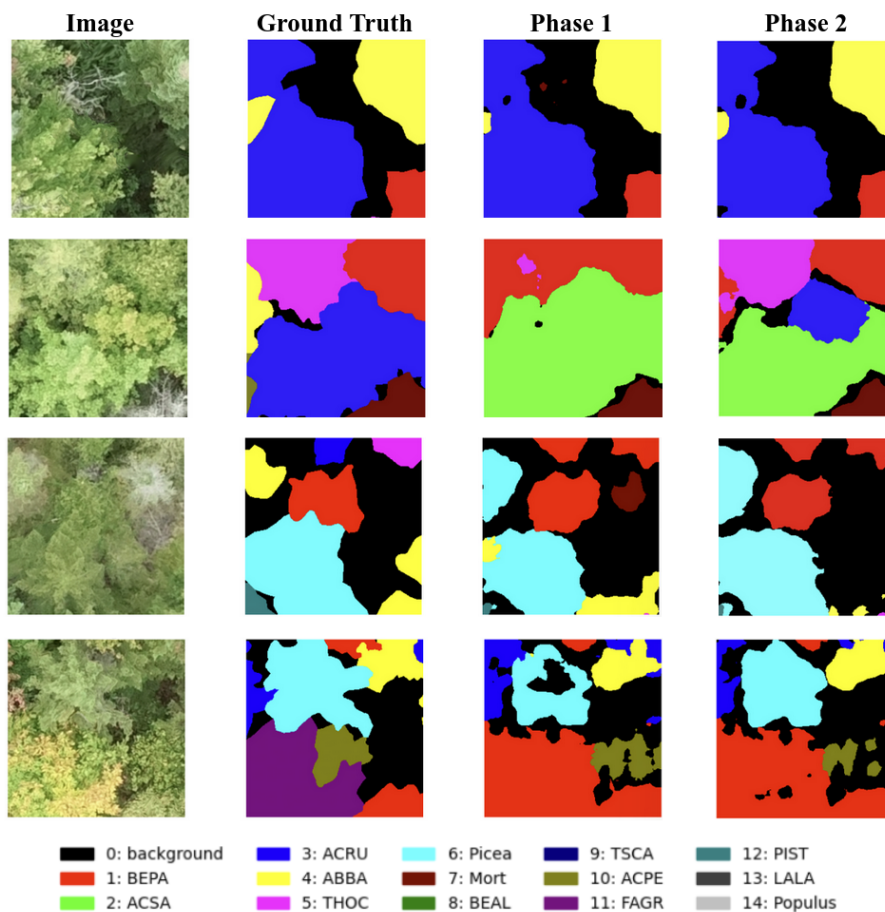 Image Ground Truth Phase 1 Phase 2
0: background 3: ACRU 6: Picea 9: TSCA 12: PIST
1: BEPA 4: ABBA 7: Mort 10: ACPE 13: LALA
2: ACSA 5: THOC 8: BEAL 11: FAGR 14: Populus